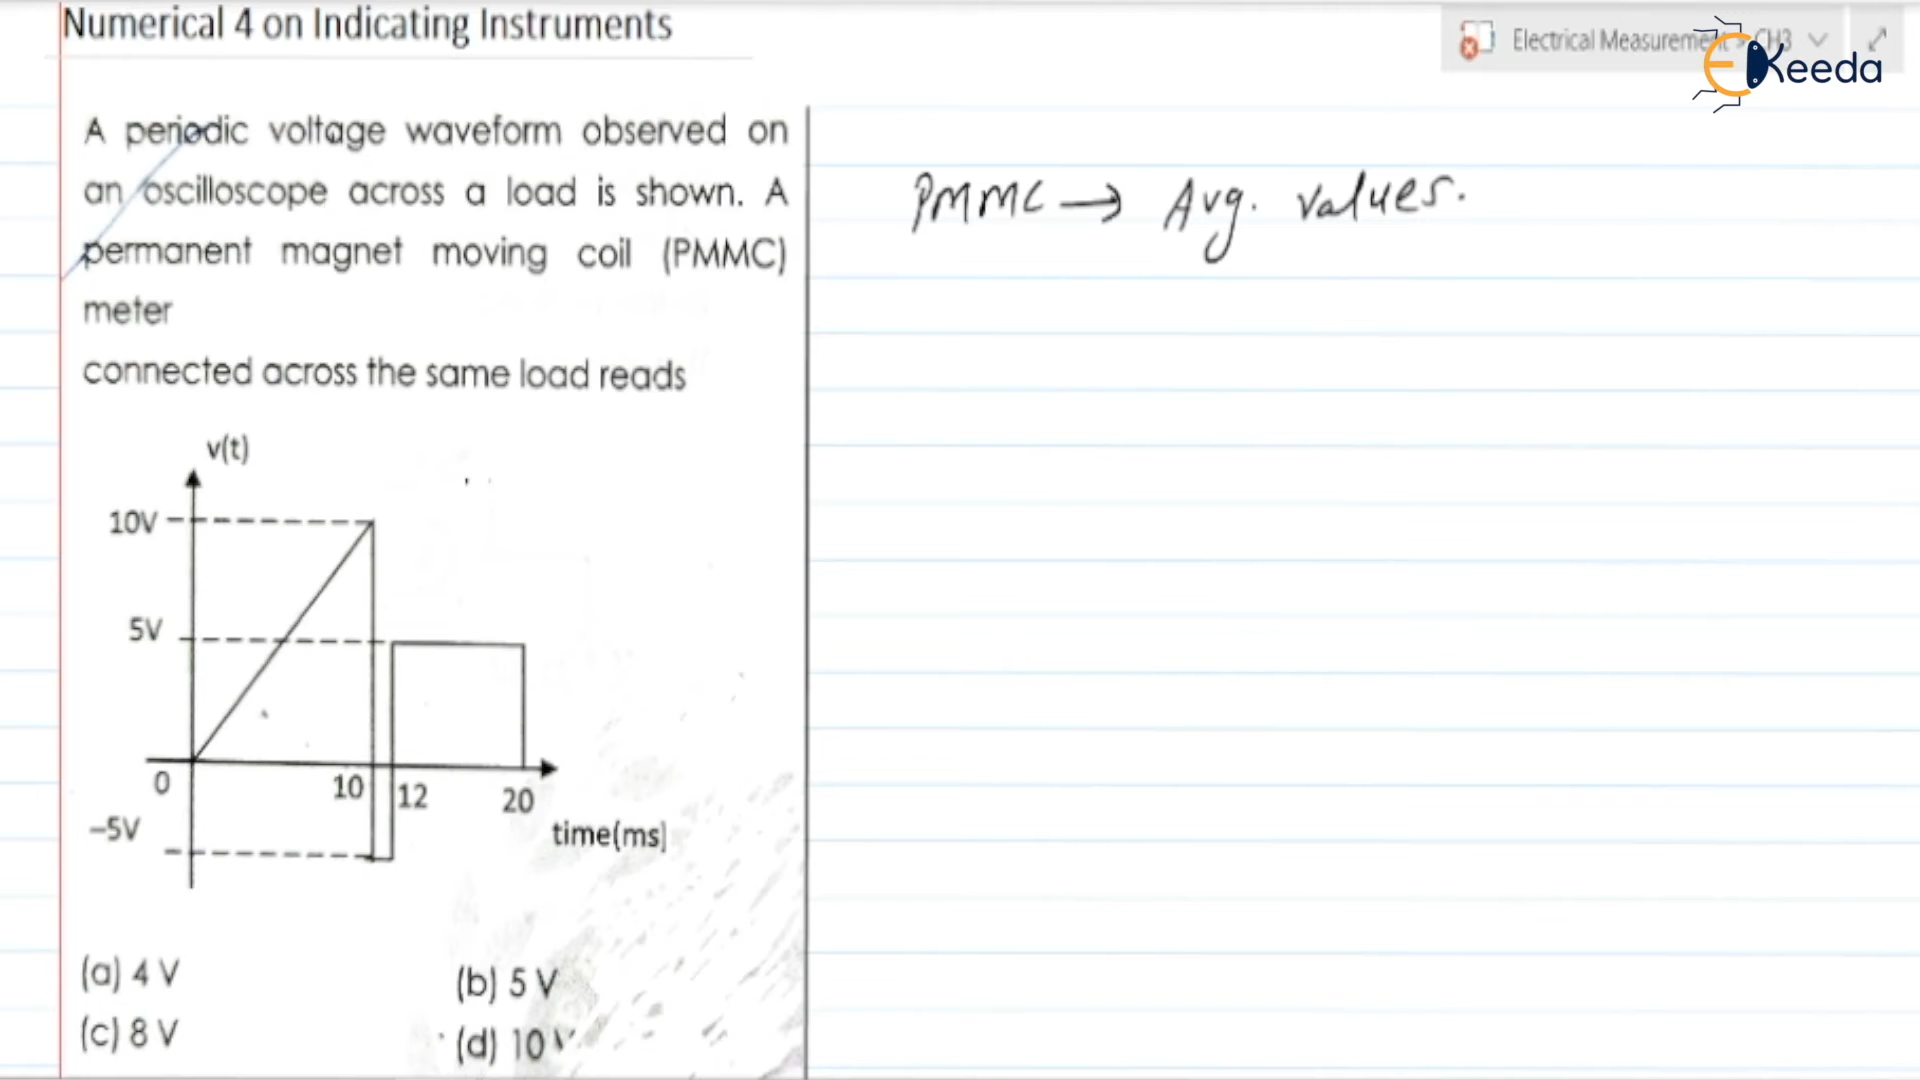 Numerical 4 on Indicating Instruments
Electrical Measurement > CH3
EKeeda
A periodic voltage waveform observed on
an oscilloscope across a load is shown. A
permanent magnet moving coil (PMMC)
meter
connected across the same load reads
PMMC → Avg. values.
v(t)
10V
5V
0
10
12
20
-5V
time(ms)
(a) 4 V
(b) 5 V
(c) 8 V
(d) 10 V